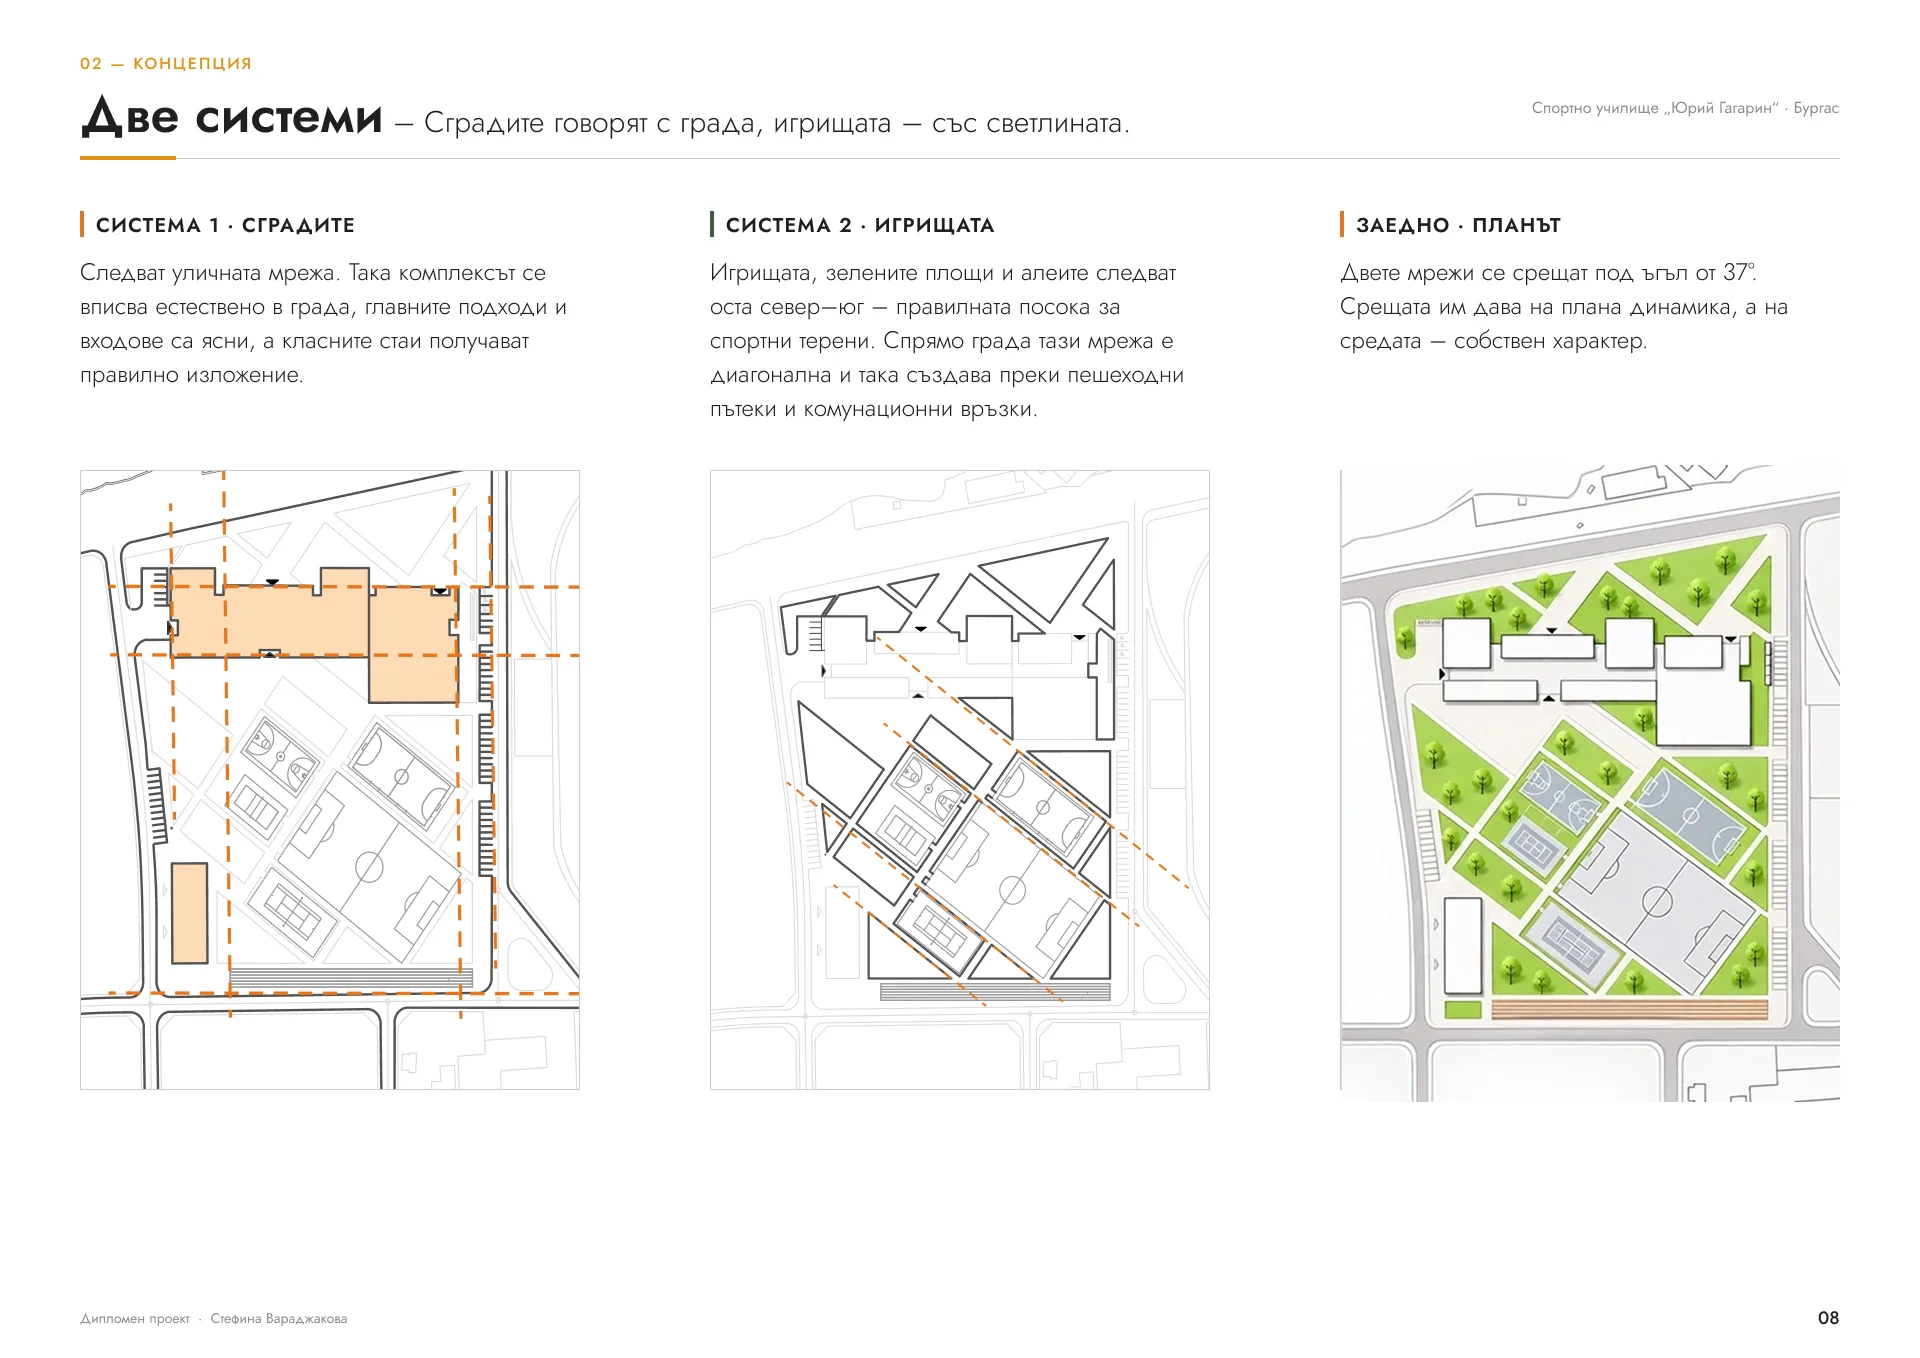 02 — КОНЦЕПЦИЯ
Две системи – Сградите говорят с града, игрищата – със светлината.
Спортно училище „Юрий Гагарин“ · Бургас
СИСТЕМА 1 · СГРАДИТЕ
Следват уличната мрежа. Така комплексът се
вписва естествено в града, главните подходи и
входове са ясни, а класните стаи получават
правилно изложение.
СИСТЕМА 2 · ИГРИЩАТА
Игрищата, зелените площи и алеите следват
оста север–юг – правилната посока за
спортни терени. Спрямо града тази мрежа е
диагонална и така създава преки пешеходни
пътеки и комунационни връзки.
ЗАЕДНО · ПЛАНЪТ
Двете мрежи се срещат под ъгъл от 37°.
Срещата им дава на плана динамика, а на
средата – собствен характер.
Дипломен проект · Стефина Вараджакова
08